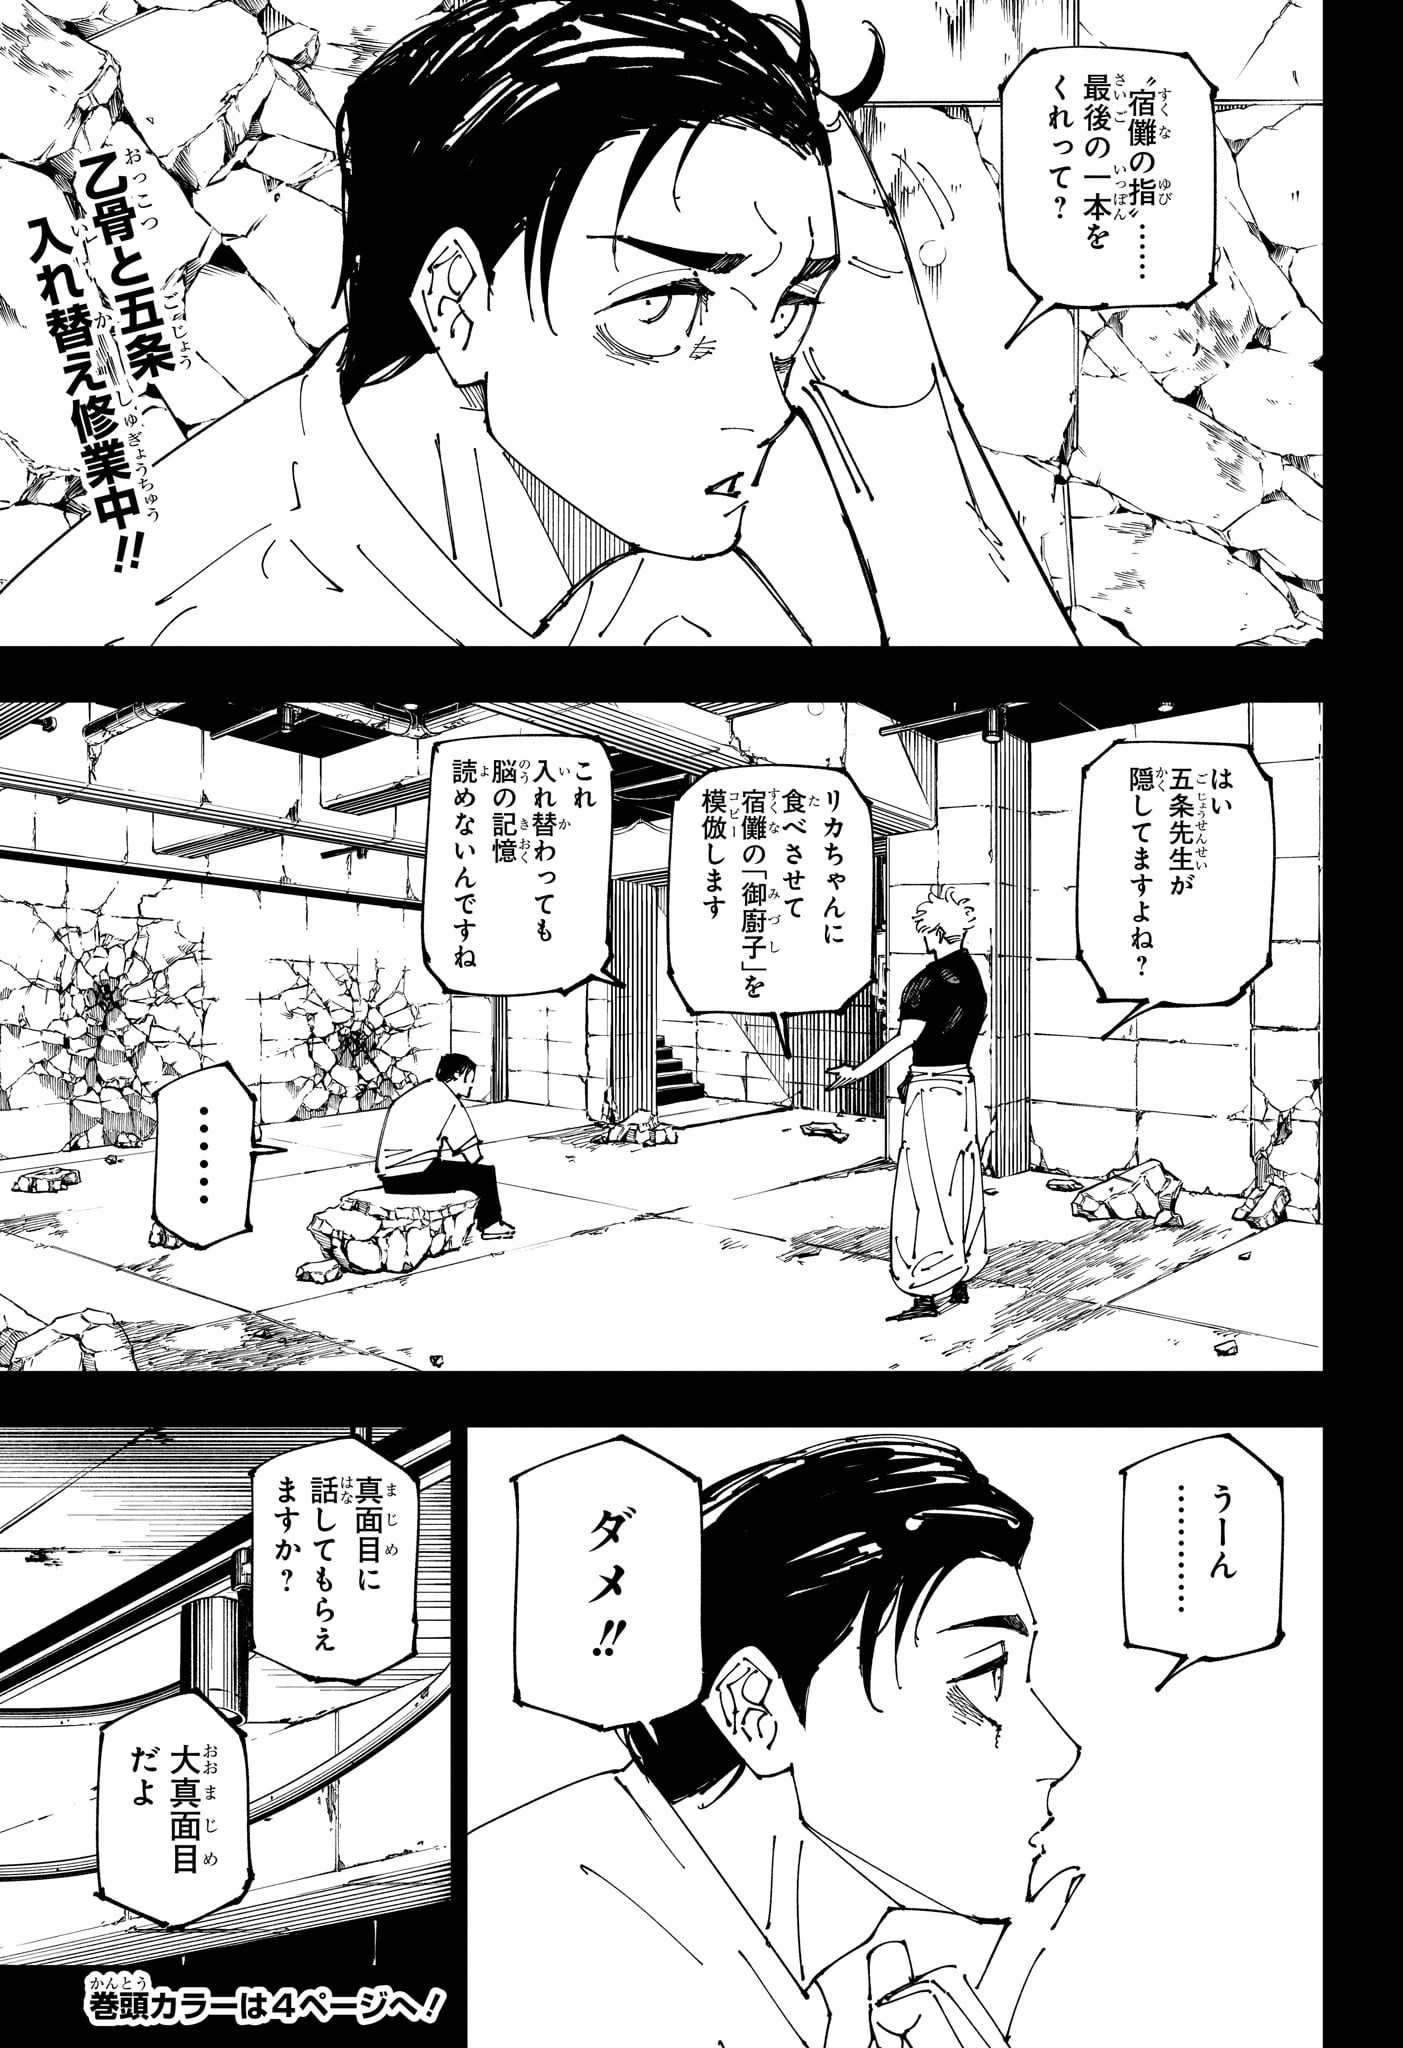 〝宿儺の指〟……
最後の一本を
くれって？
乙骨と五条
入れ替え修業中!!
はい
五条先生が
隠してますよね？
リカちゃんに
食べさせて
宿儺の「御廚子」を
模倣します
これ
入れ替わっても
脳の記憶
読めないんですね
……
うーん
…………
ダメ!!
真面目に
話してもらえ
ますか？
大真面目
だよ
巻頭カラーは4ページへ！